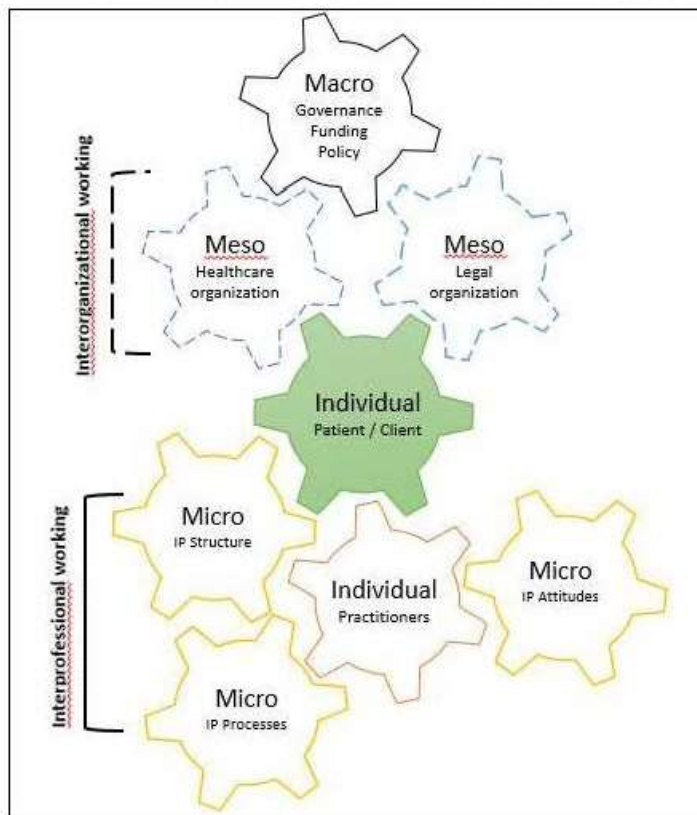 Macro
Governance
Funding
Policy
Interorganizational working
Meso
Healthcare
organization
Meso
Legal
organization
Individual
Patient / Client
Interprofessional working
Micro
IP Structure
Individual
Practitioners
Micro
IP Attitudes
Micro
IP Processes